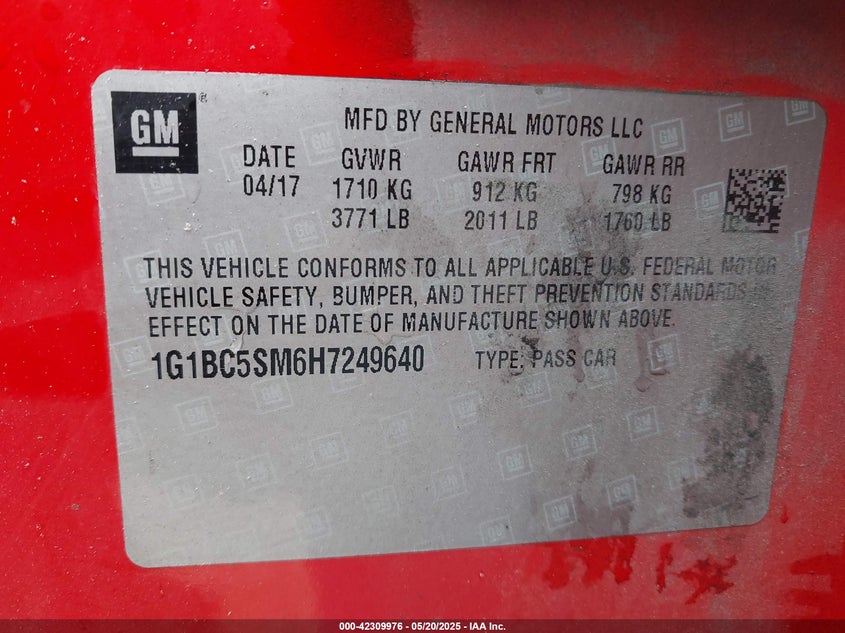 GM
MFD BY GENERAL MOTORS LLC
DATE GVWR GAWR FRT GAWR RR
04/17 1710 KG 912 KG 798 KG
3771 LB 2011 LB 1760 LB
THIS VEHICLE CONFORMS TO ALL APPLICABLE U.S. FEDERAL MOTOR
VEHICLE SAFETY, BUMPER, AND THEFT PREVENTION STANDARDS IN
EFFECT ON THE DATE OF MANUFACTURE SHOWN ABOVE.
1G1BC5SM6H7249640 TYPE: PASS CAR
000-42309976 — 05/20/2025 — IAA Inc.